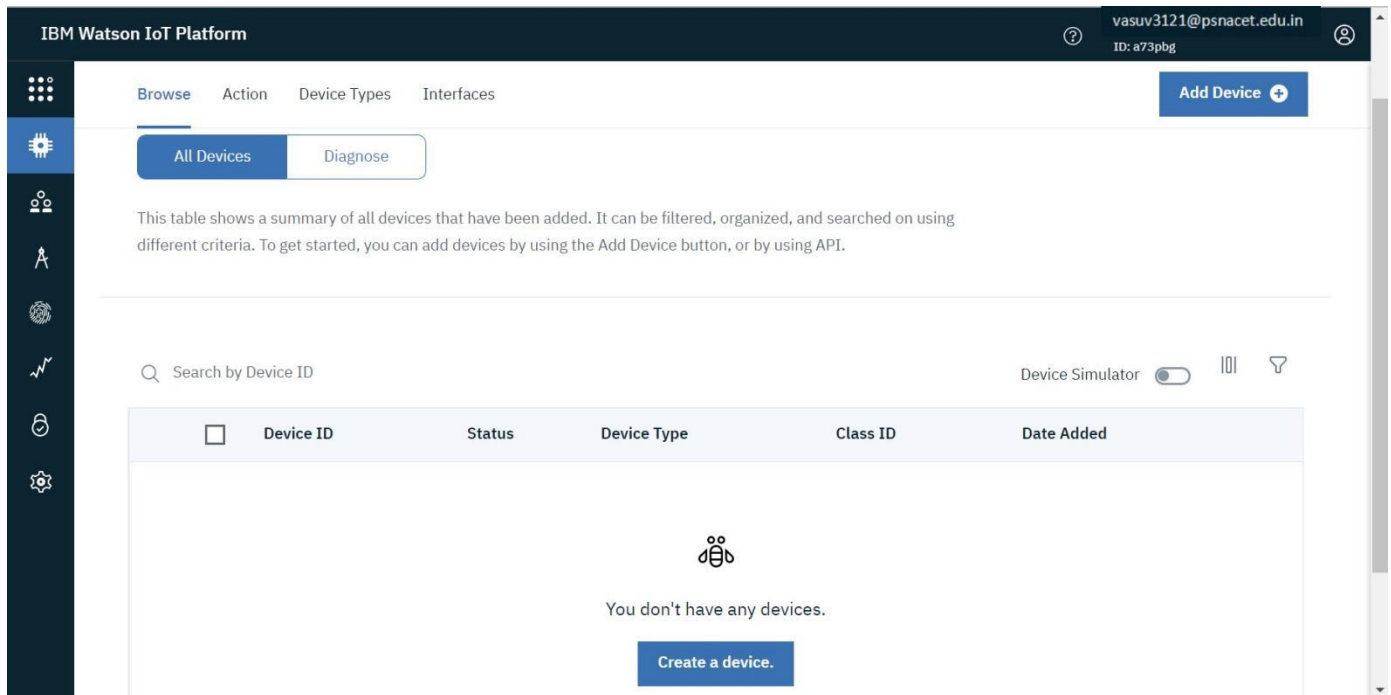 IBM Watson IoT Platform
vasuv3121@psnacet.edu.in
ID: a73pbg
Browse Action Device Types Interfaces
Add Device
All Devices Diagnose
This table shows a summary of all devices that have been added. It can be filtered, organized, and searched on using
different criteria. To get started, you can add devices by using the Add Device button, or by using API.
Search by Device ID
Device Simulator
Device ID Status Device Type Class ID Date Added
You don't have any devices.
Create a device.